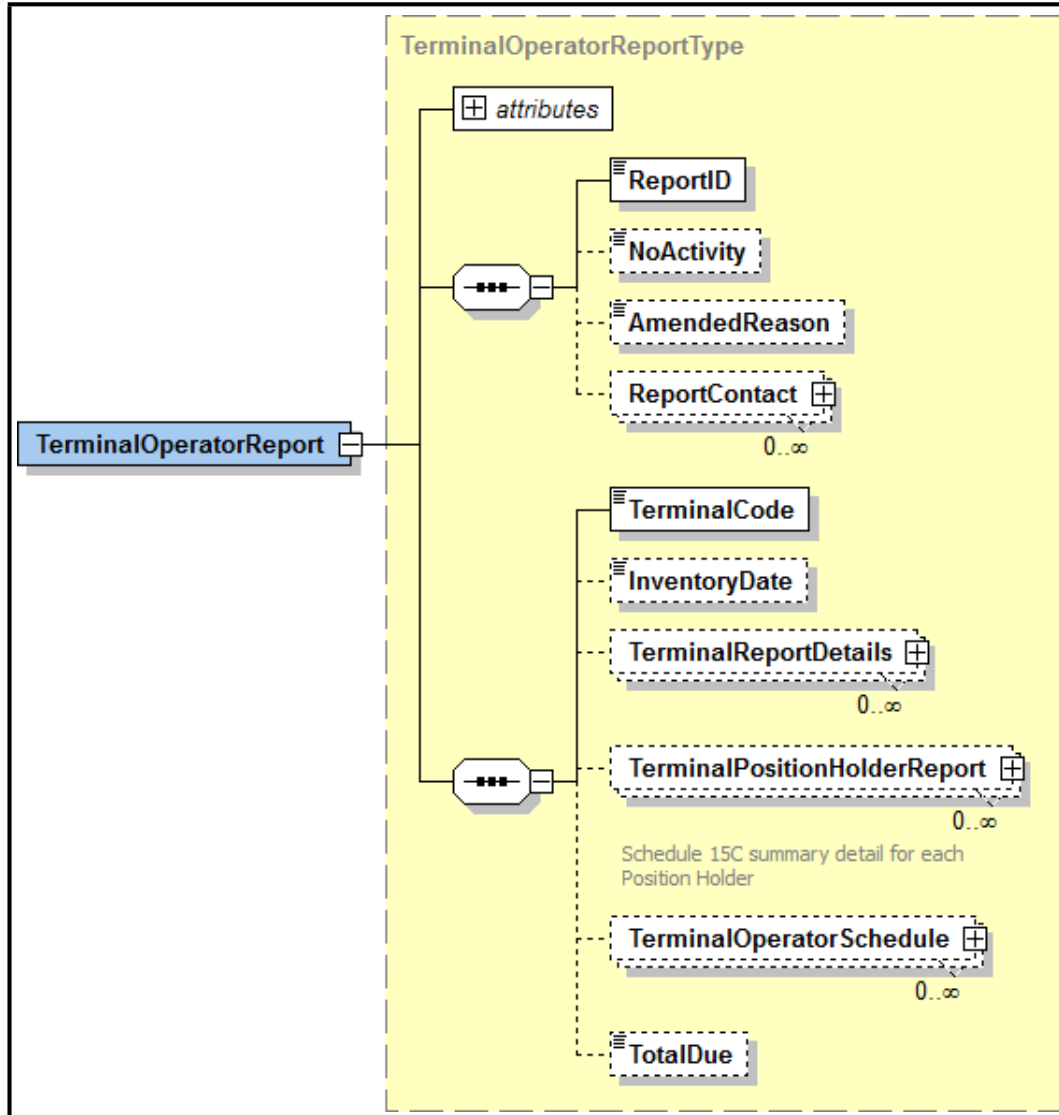 TerminalOperatorReportType
attributes
ReportID
NoActivity
AmendedReason
ReportContact
0..∞
TerminalOperatorReport
TerminalCode
InventoryDate
TerminalReportDetails
0..∞
TerminalPositionHolderReport
0..∞
Schedule 15C summary detail for each
Position Holder
TerminalOperatorSchedule
0..∞
TotalDue